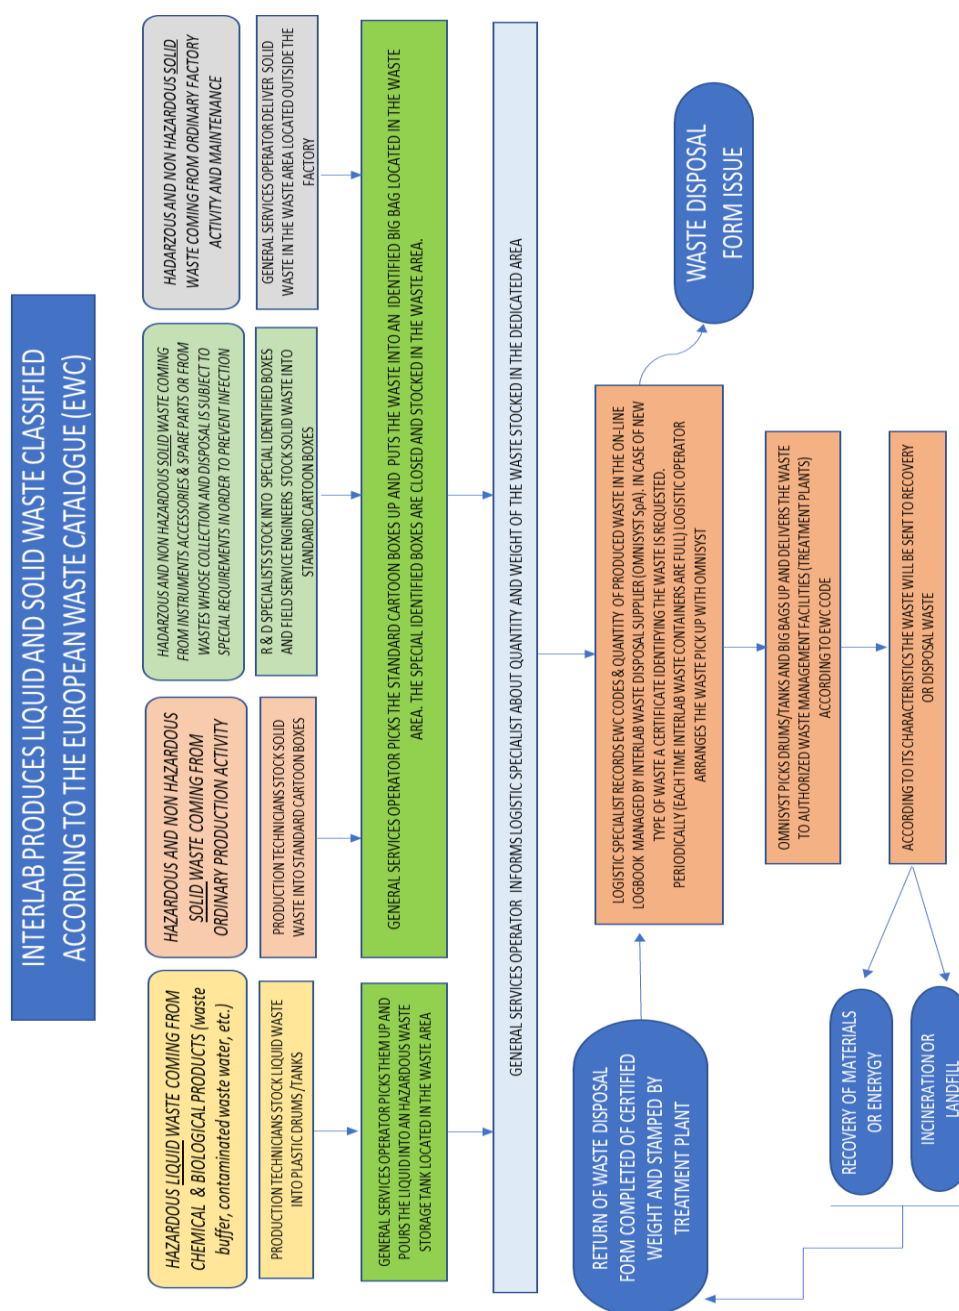 INTERLAB PRODUCES LIQUID AND SOLID WASTE CLASSIFIED
ACCORDING TO THE EUROPEAN WASTE CATALOGUE (EWC)
HAZARDOUS LIQUID WASTE COMING FROM
CHEMICAL & BIOLOGICAL PRODUCTS (waste
buffer, contaminated waste water, etc.)
HAZARDOUS AND NON HAZARDOUS
SOLID WASTE COMING FROM
ORDINARY PRODUCTION ACTIVITY
HADARZOUS AND NON HAZARDOUS SOLID WASTE COMING
FROM INSTRUMENTS ACCESSORIES & SPARE PARTS OR FROM
WASTES WHOSE COLLECTION AND DISPOSAL IS SUBJECT TO
SPECIAL REQUIREMENTS IN ORDER TO PREVENT INFECTION
HADARZOUS AND NON HAZARDOUS SOLID
WASTE COMING FROM ORDINARY FACTORY
ACTIVITY AND MAINTENANCE
PRODUCTION TECHNICIANS STOCK LIQUID WASTE
INTO PLASTIC DRUMS/TANKS
PRODUCTION TECHNICIANS STOCK SOLID
WASTE INTO STANDARD CARTOON BOXES
R & D SPECIALISTS STOCK INTO SPECIAL IDENTIFIED BOXES
AND FIELD SERVICE ENGINEERS STOCK SOLID WASTE INTO
STANDARD CARTOON BOXES
GENERAL SERVICES OPERATOR DELIVER SOLID
WASTE IN THE WASTE AREA LOCATED OUTSIDE THE
FACTORY
GENERAL SERVICES OPERATOR PICKS THEM UP AND
POURS THE LIQUID INTO AN HAZARDOUS WASTE
STORAGE TANK LOCATED IN THE WASTE AREA
GENERAL SERVICES OPERATOR PICKS THE STANDARD CARTOON BOXES UP AND PUTS THE WASTE INTO AN IDENTIFIED BIG BAG LOCATED IN THE WASTE
AREA. THE SPECIAL IDENTIFIED BOXES ARE CLOSED AND STOCKED IN THE WASTE AREA.
GENERAL SERVICES OPERATOR INFORMS LOGISTIC SPECIALIST ABOUT QUANTITY AND WEIGHT OF THE WASTE STOCKED IN THE DEDICATED AREA
RETURN OF WASTE DISPOSAL
FORM COMPLETED OF CERTIFIED
WEIGHT AND STAMPED BY
TREATMENT PLANT
LOGISTIC SPECIALIST RECORDS EWC CODES & QUANTITY OF PRODUCED WASTE IN THE ON-LINE
LOGBOOK MANAGED BY INTERLAB WASTE DISPOSAL SUPPLIER (OMNISYST SpA). IN CASE OF NEW
TYPE OF WASTE A CERTIFICATE IDENTIFYING THE WASTE IS REQUESTED.
PERIODICALLY (EACH TIME INTERLAB WASTE CONTAINERS ARE FULL) LOGISTIC OPERATOR
ARRANGES THE WASTE PICK UP WITH OMNISYST
WASTE DISPOSAL
FORM ISSUE
OMNISYST PICKS DRUMS/TANKS AND BIG BAGS UP AND DELIVERS THE WASTE
TO AUTHORIZED WASTE MANAGEMENT FACILITIES (TREATMENT PLANTS)
ACCORDING TO EWC CODE
ACCORDING TO ITS CHARACTERISTICS THE WASTE WILL BE SENT TO RECOVERY
OR DISPOSAL WASTE
RECOVERY OF MATERIALS
OR ENERYGY
INCINERATION OR
LANDFILL